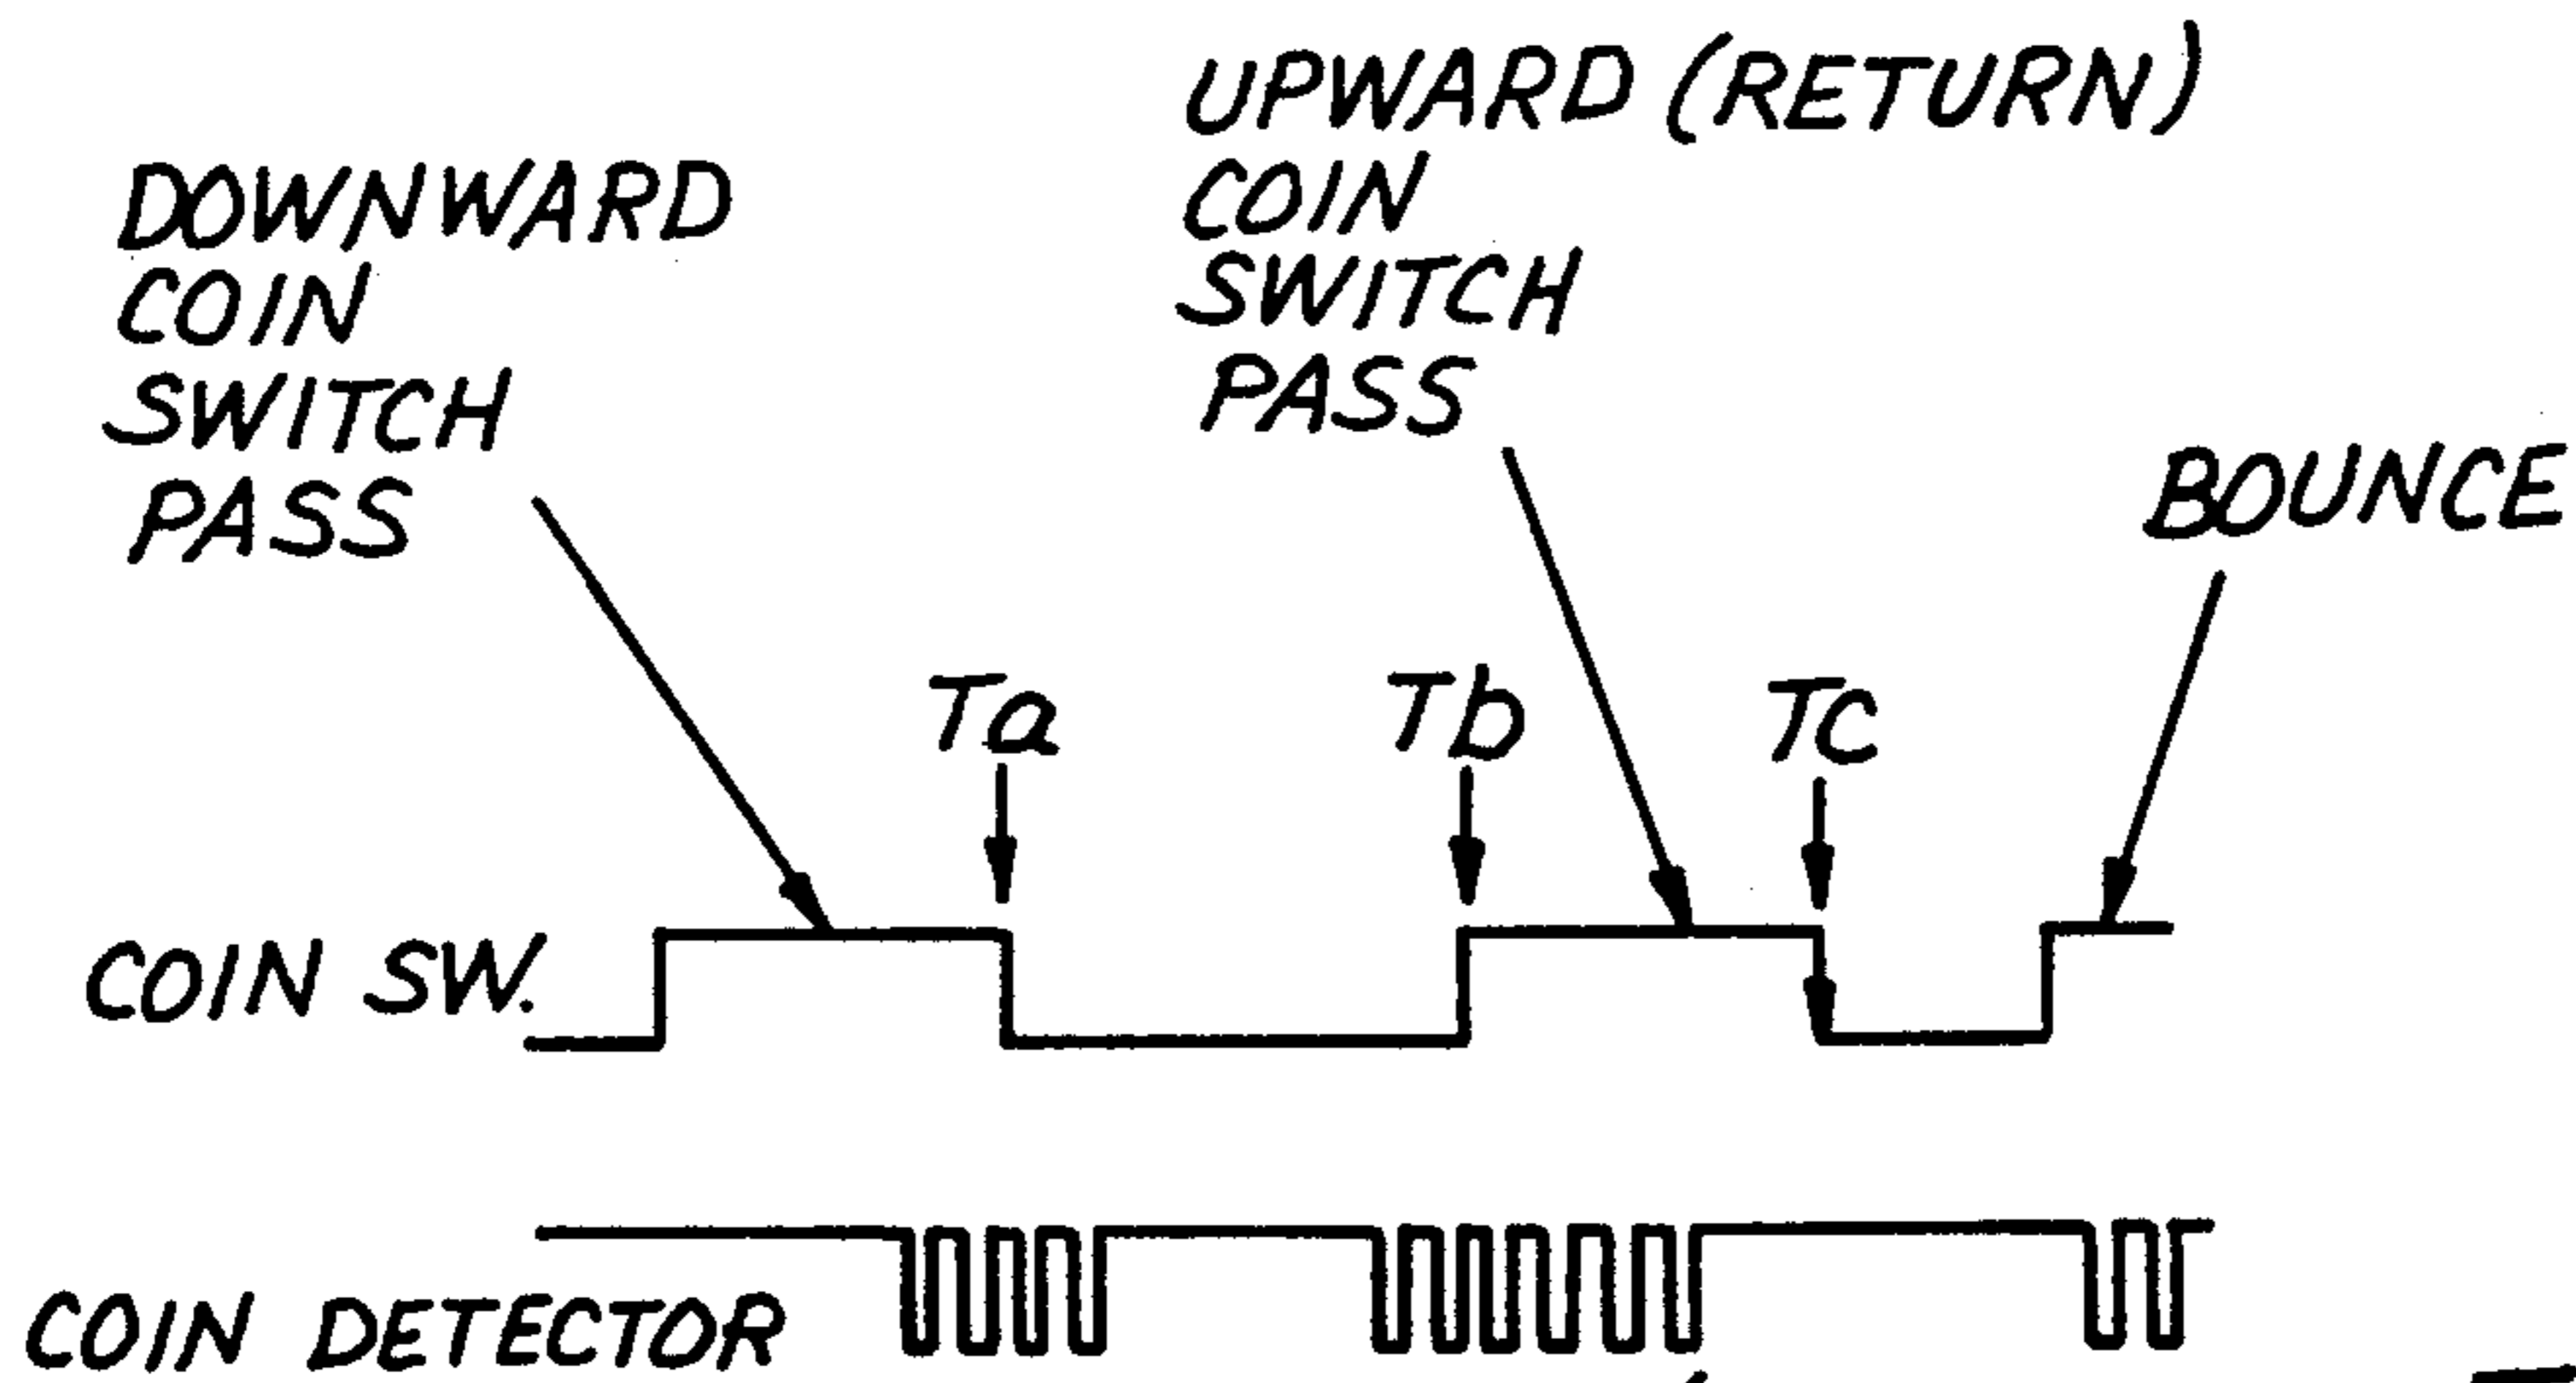 DOWNWARD
COIN
SWITCH
PASS
UPWARD (RETURN)
COIN
SWITCH
PASS
BOUNCE
Ta
Tb
Tc
COIN SW.
COIN DETECTOR